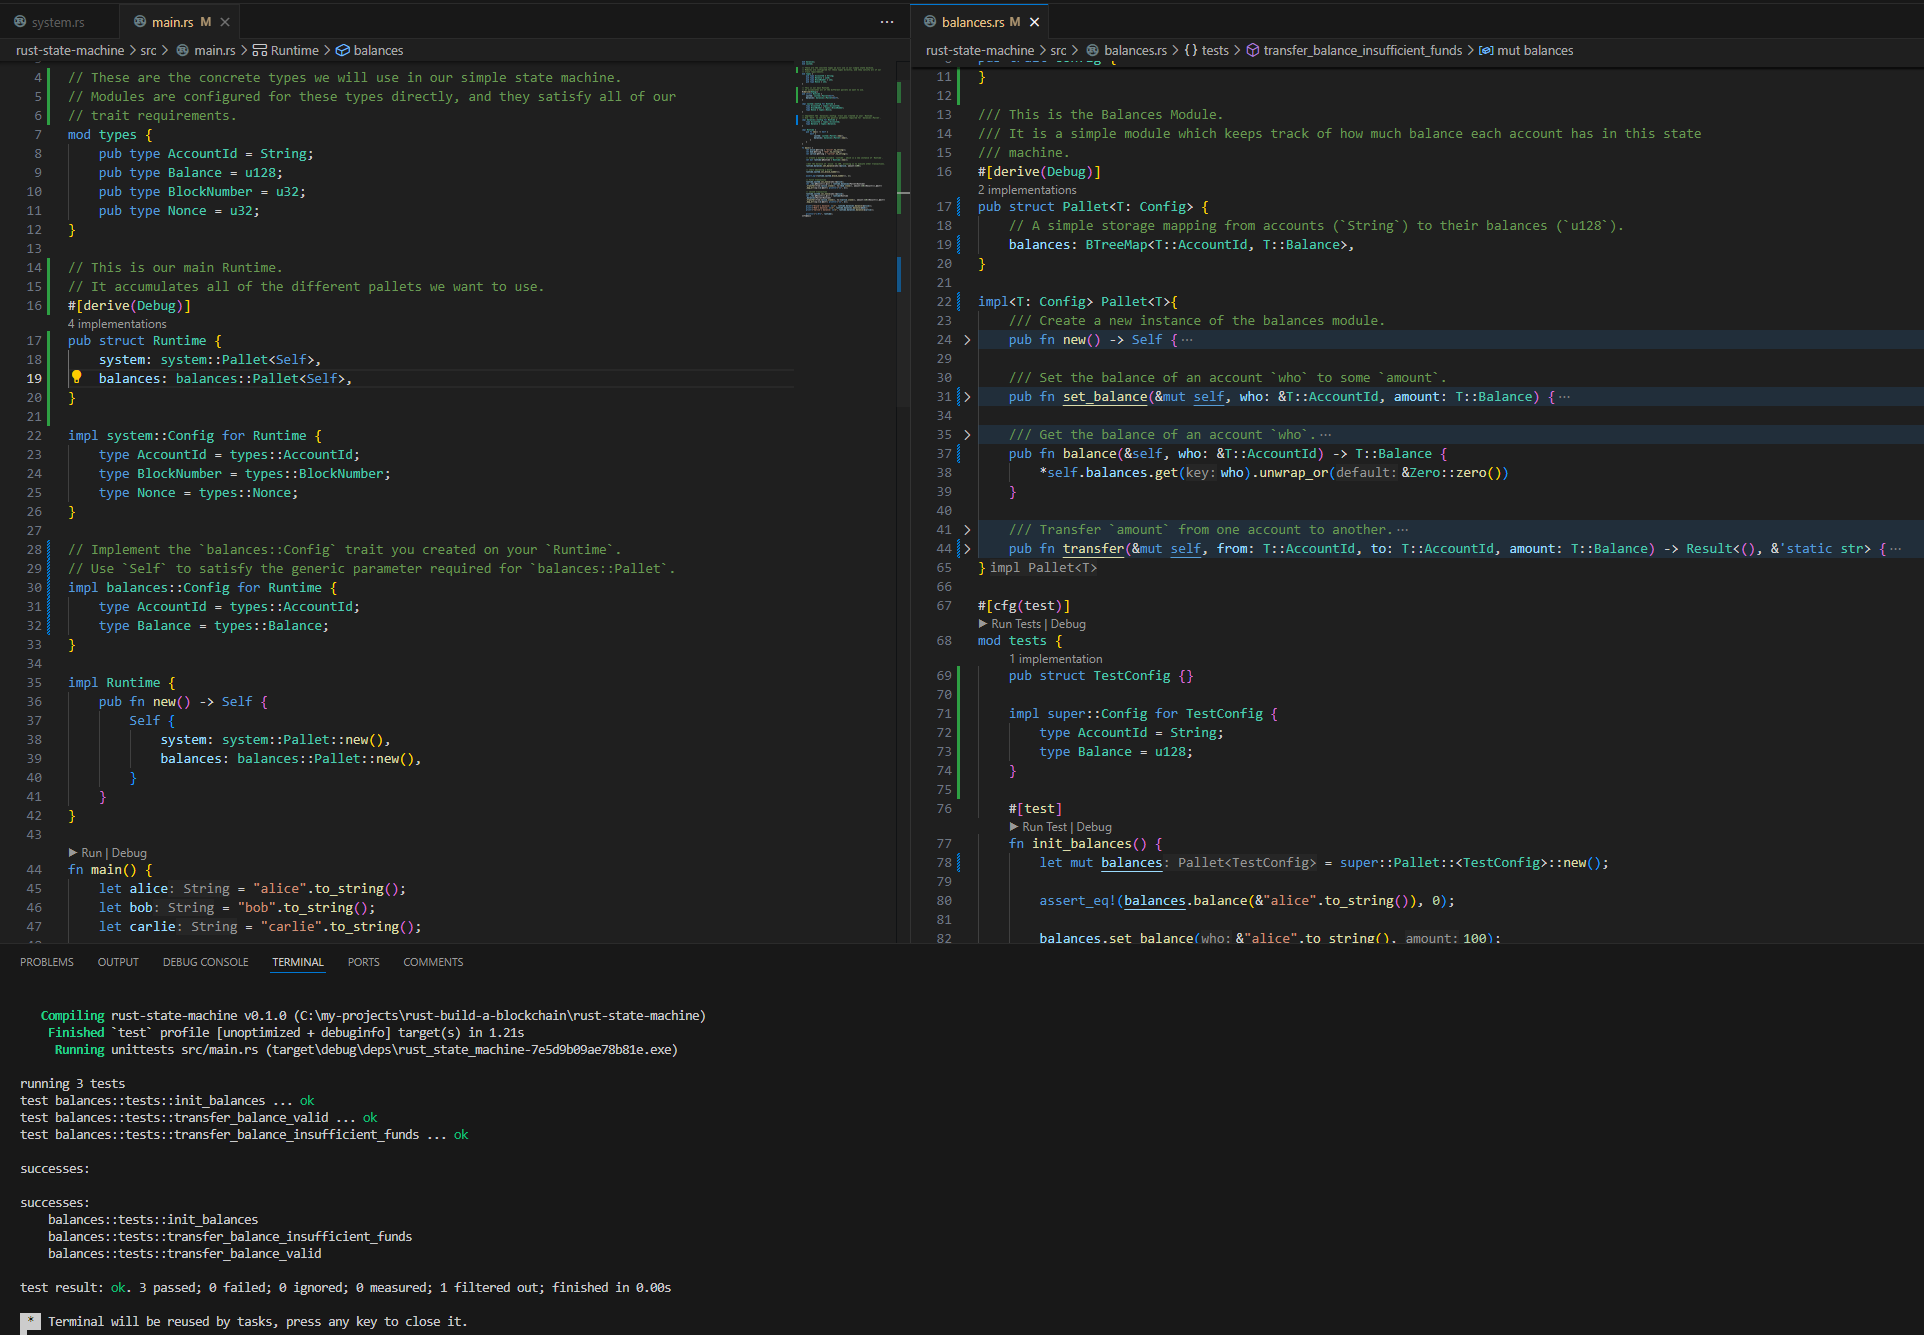 system.rs
main.rs M
rust-state-machine > src > main.rs > Runtime > balances
4 // These are the concrete types we will use in our simple state machine.
5 // Modules are configured for these types directly, and they satisfy all of our
6 // trait requirements.
7 mod types {
8 pub type AccountId = String;
9 pub type Balance = u128;
10 pub type BlockNumber = u32;
11 pub type Nonce = u32;
12 }
13
14 // This is our main Runtime.
15 // It accumulates all of the different pallets we want to use.
16 #[derive(Debug)]
4 implementations
17 pub struct Runtime {
18 system: system::Pallet<Self>,
19 balances: balances::Pallet<Self>,
20 }
21
22 impl system::Config for Runtime {
23 type AccountId = types::AccountId;
24 type BlockNumber = types::BlockNumber;
25 type Nonce = types::Nonce;
26 }
27
28 // Implement the `balances::Config` trait you created on your `Runtime`.
29 // Use `Self` to satisfy the generic parameter required for `balances::Pallet`.
30 impl balances::Config for Runtime {
31 type AccountId = types::AccountId;
32 type Balance = types::Balance;
33 }
34
35 impl Runtime {
36 pub fn new() -> Self {
37 Self {
38 system: system::Pallet::new(),
39 balances: balances::Pallet::new(),
40 }
41 }
42 }
43
Run | Debug
44 fn main() {
45 let alice: String = "alice".to_string();
46 let bob: String = "bob".to_string();
47 let carlie: String = "carlie".to_string();
balances.rs M
rust-state-machine > src > balances.rs > {} tests > transfer_balance_insufficient_funds > mut balances
11 }
12
13 /// This is the Balances Module.
14 /// It is a simple module which keeps track of how much balance each account has in this state
15 /// machine.
16 #[derive(Debug)]
2 implementations
17 pub struct Pallet<T: Config> {
18 // A simple storage mapping from accounts (`String`) to their balances (`u128`).
19 balances: BTreeMap<T::AccountId, T::Balance>,
20 }
21
22 impl<T: Config> Pallet<T>{
23 /// Create a new instance of the balances module.
24 pub fn new() -> Self { ⋯
29
30 /// Set the balance of an account `who` to some `amount`.
31 pub fn set_balance(&mut self, who: &T::AccountId, amount: T::Balance) { ⋯
34
35 /// Get the balance of an account `who`. ⋯
37 pub fn balance(&self, who: &T::AccountId) -> T::Balance {
38 *self.balances.get(key: who).unwrap_or(default: &Zero::zero())
39 }
40
41 /// Transfer `amount` from one account to another. ⋯
44 pub fn transfer(&mut self, from: T::AccountId, to: T::AccountId, amount: T::Balance) -> Result<(), &'static str> { ⋯
65 } impl Pallet<T>
66
67 #[cfg(test)]
Run Tests | Debug
68 mod tests {
1 implementation
69 pub struct TestConfig {}
70
71 impl super::Config for TestConfig {
72 type AccountId = String;
73 type Balance = u128;
74 }
75
76 #[test]
Run Test | Debug
77 fn init_balances() {
78 let mut balances: Pallet<TestConfig> = super::Pallet::<TestConfig>::new();
79
80 assert_eq!(balances.balance(&"alice".to_string()), 0);
81
82 balances.set_balance(who: &"alice".to_string(), amount: 100);
PROBLEMS OUTPUT DEBUG CONSOLE TERMINAL PORTS COMMENTS
Compiling rust-state-machine v0.1.0 (C:\my-projects\rust-build-a-blockchain\rust-state-machine)
Finished `test` profile [unoptimized + debuginfo] target(s) in 1.21s
Running unittests src/main.rs (target\debug\deps\rust_state_machine-7e5d9b09ae78b81e.exe)
running 3 tests
test balances::tests::init_balances ... ok
test balances::tests::transfer_balance_valid ... ok
test balances::tests::transfer_balance_insufficient_funds ... ok
successes:
successes:
balances::tests::init_balances
balances::tests::transfer_balance_insufficient_funds
balances::tests::transfer_balance_valid
test result: ok. 3 passed; 0 failed; 0 ignored; 0 measured; 1 filtered out; finished in 0.00s
* Terminal will be reused by tasks, press any key to close it.